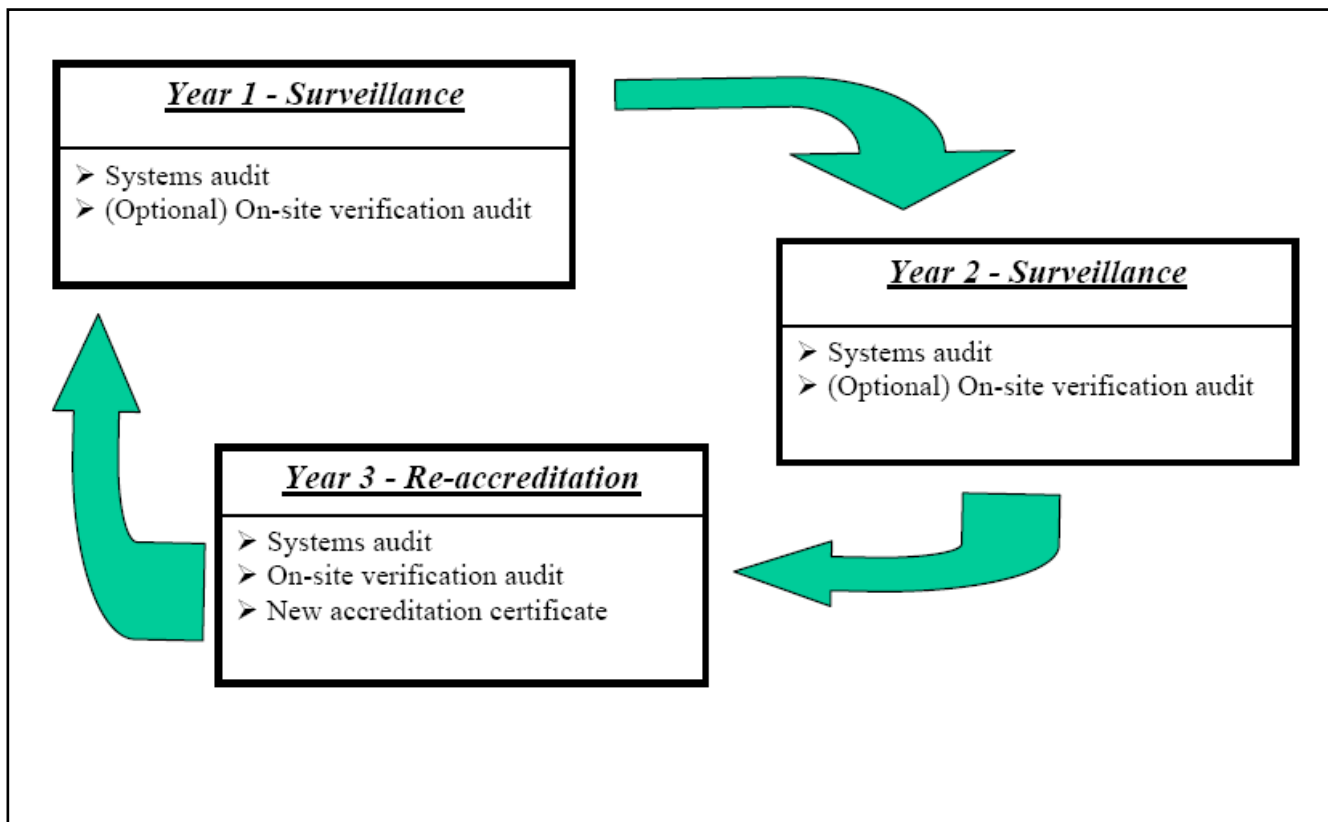 Year 1 - Surveillance
➢ Systems audit
➢ (Optional) On-site verification audit
Year 2 - Surveillance
➢ Systems audit
➢ (Optional) On-site verification audit
Year 3 - Re-accreditation
➢ Systems audit
➢ On-site verification audit
➢ New accreditation certificate